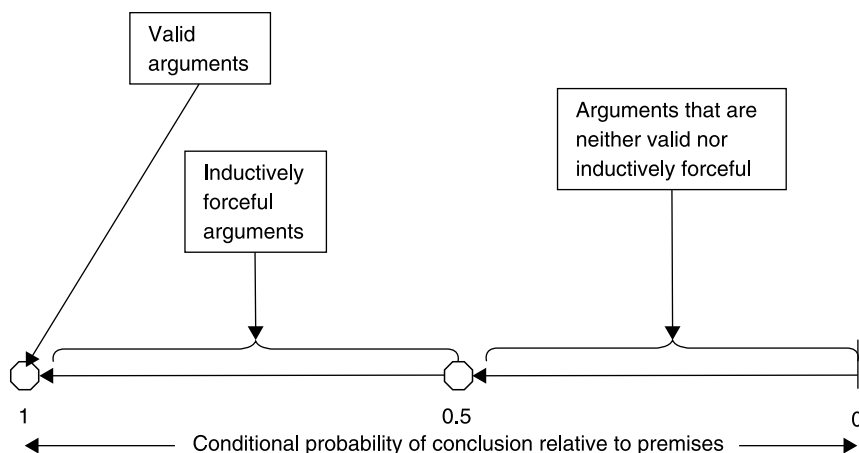 Valid
arguments
Arguments that are
neither valid nor
inductively forceful
Inductively
forceful
arguments
1
0.5
0
Conditional probability of conclusion relative to premises